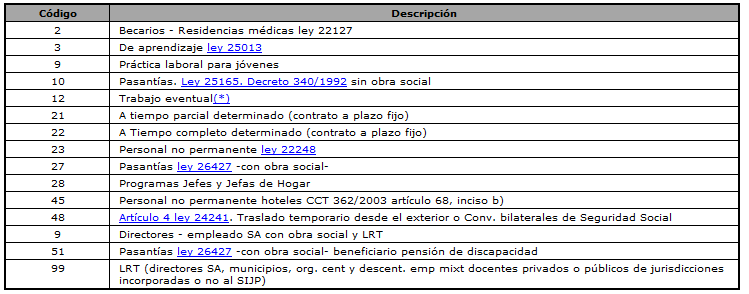 Código Descripción
2 Becarios - Residencias médicas ley 22127
3 De aprendizaje ley 25013
9 Práctica laboral para jóvenes
10 Pasantías. Ley 25165. Decreto 340/1992 sin obra social
12 Trabajo eventual(*)
21 A tiempo parcial determinado (contrato a plazo fijo)
22 A Tiempo completo determinado (contrato a plazo fijo)
23 Personal no permanente ley 22248
27 Pasantías ley 26427 -con obra social-
28 Programas Jefes y Jefas de Hogar
45 Personal no permanente hoteles CCT 362/2003 artículo 68, inciso b)
48 Artículo 4 ley 24241. Traslado temporario desde el exterior o Conv. bilaterales de Seguridad Social
9 Directores - empleado SA con obra social y LRT
51 Pasantías ley 26427 -con obra social- beneficiario pensión de discapacidad
99 LRT (directores SA, municipios, org. cent y descent. emp mixt docentes privados o públicos de jurisdicciones
incorporadas o no al SIJP)